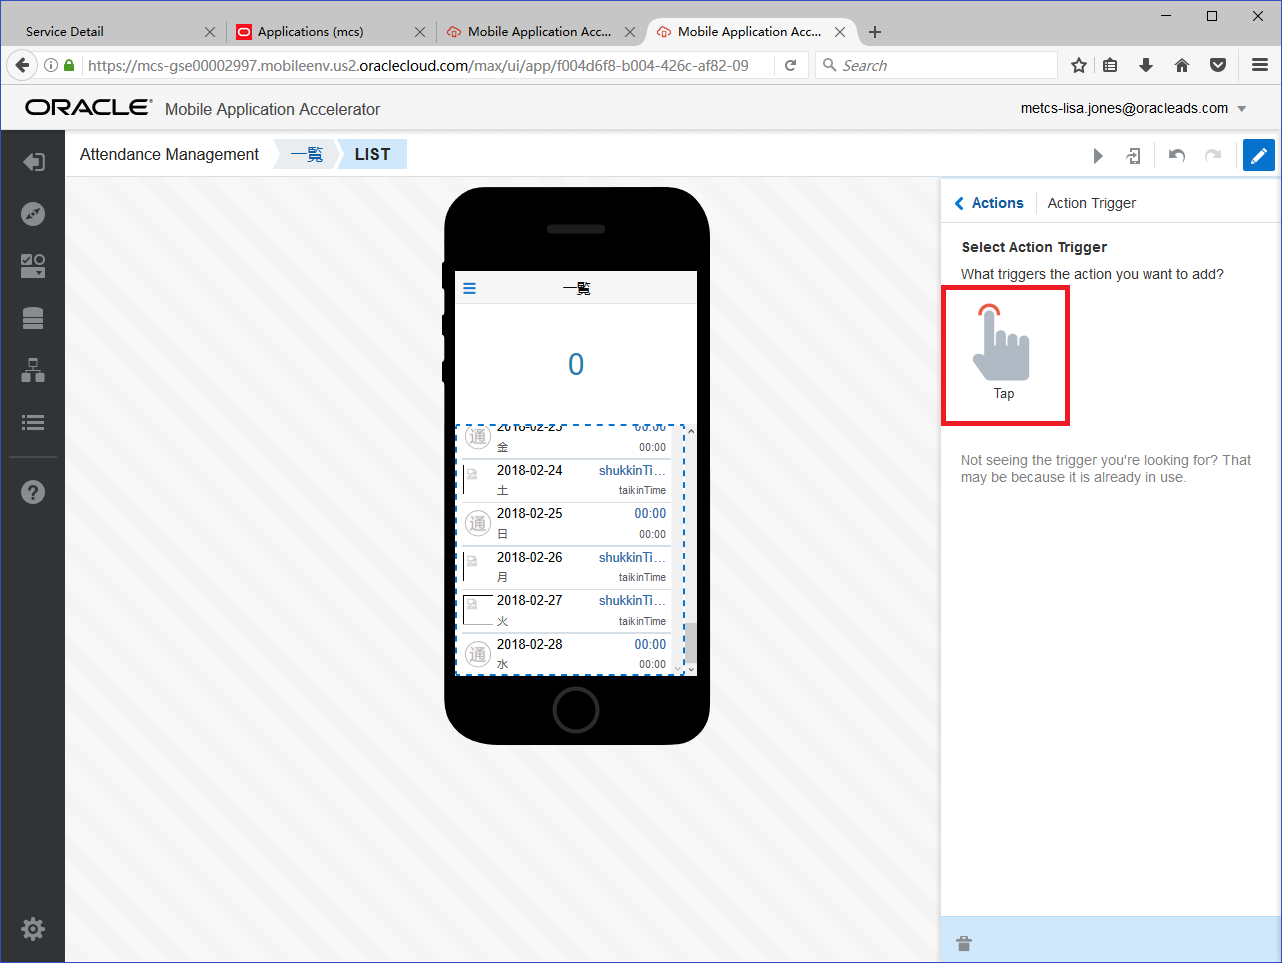 Service Detail
Applications (mcs)
Mobile Application Acc...
Mobile Application Acc...
https://mcs-gse00002997.mobileenv.us2.oraclecloud.com/max/ui/app/f004d6f8-b004-426c-af82-09
Search
ORACLE Mobile Application Accelerator
metcs-lisa.jones@oracleads.com
Attendance Management
一覧
LIST
Actions
Action Trigger
Select Action Trigger
What triggers the action you want to add?
Tap
Not seeing the trigger you're looking for? That
may be because it is already in use.
一覧
0
通
2018-02-23
00:00
金
00:00
2018-02-24
shukkinTi...
土
taikinTime
通
2018-02-25
00:00
日
00:00
2018-02-26
shukkinTi...
月
taikinTime
2018-02-27
shukkinTi...
火
taikinTime
通
2018-02-28
00:00
水
00:00